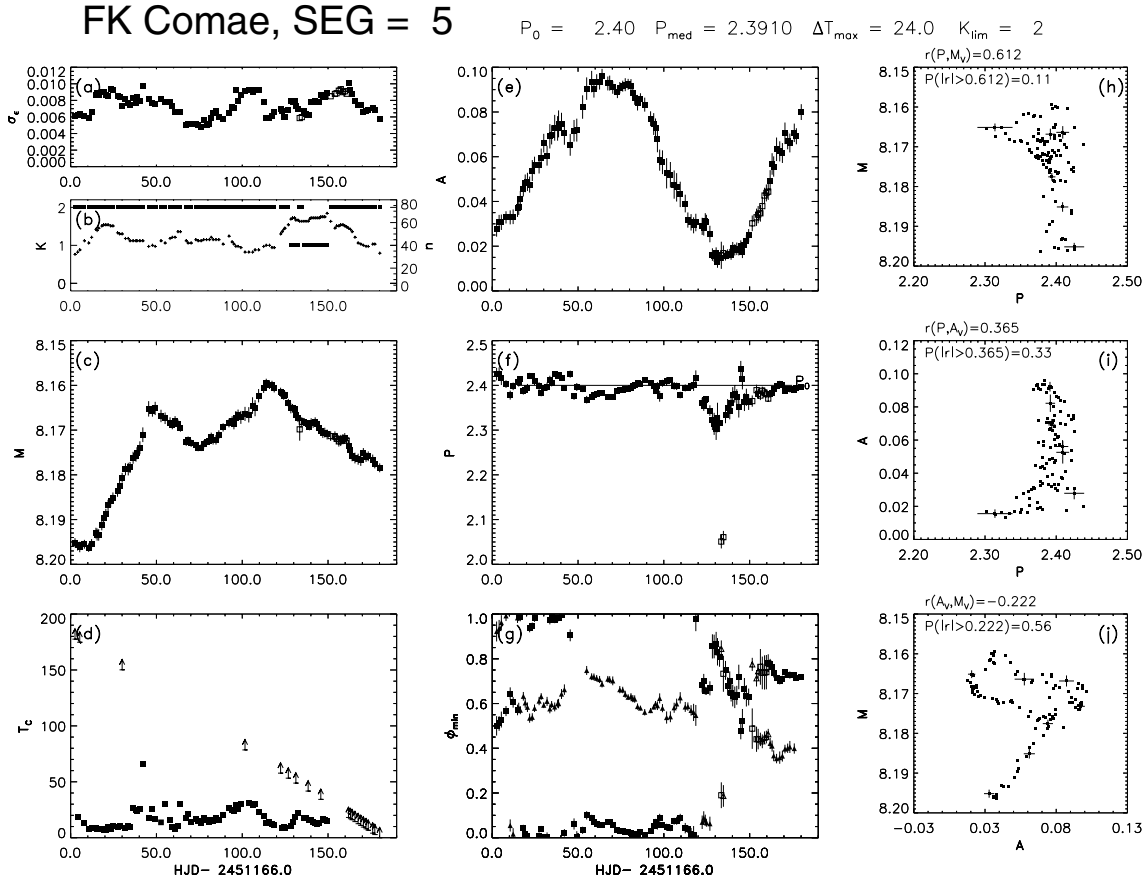 FK Comae, SEG = 5
P0 = 2.40 Pmed = 2.3910 ΔTmax = 24.0 Klim = 2
(a)
σε
0.012
0.010
0.008
0.006
0.004
0.002
0.000
0.0 50.0 100.0 150.0
(b)
K
2
1
0
80
60
40
20
0
n
0.0 50.0 100.0 150.0
(c)
M
8.15
8.16
8.17
8.18
8.19
8.20
0.0 50.0 100.0 150.0
(d)
Tc
200
150
100
50
0
0.0 50.0 100.0 150.0
HJD- 2451166.0
(e)
A
0.10
0.08
0.06
0.04
0.02
0.00
0.0 50.0 100.0 150.0
(f)
P
2.5
2.4
2.3
2.2
2.1
2.0
P0
0.0 50.0 100.0 150.0
(g)
ϕmin
1.0
0.8
0.6
0.4
0.2
0.0
0.0 50.0 100.0 150.0
HJD- 2451166.0
r(P,Mv)=0.612
P(|r|>0.612)=0.11
(h)
M
8.15
8.16
8.17
8.18
8.19
8.20
2.20 2.30 2.40 2.50
P
r(P,Av)=0.365
P(|r|>0.365)=0.33
(i)
A
0.12
0.10
0.08
0.06
0.04
0.02
0.00
2.20 2.30 2.40 2.50
P
r(Av,Mv)=-0.222
P(|r|>0.222)=0.56
(j)
M
8.15
8.16
8.17
8.18
8.19
8.20
-0.03 0.03 0.08 0.13
A